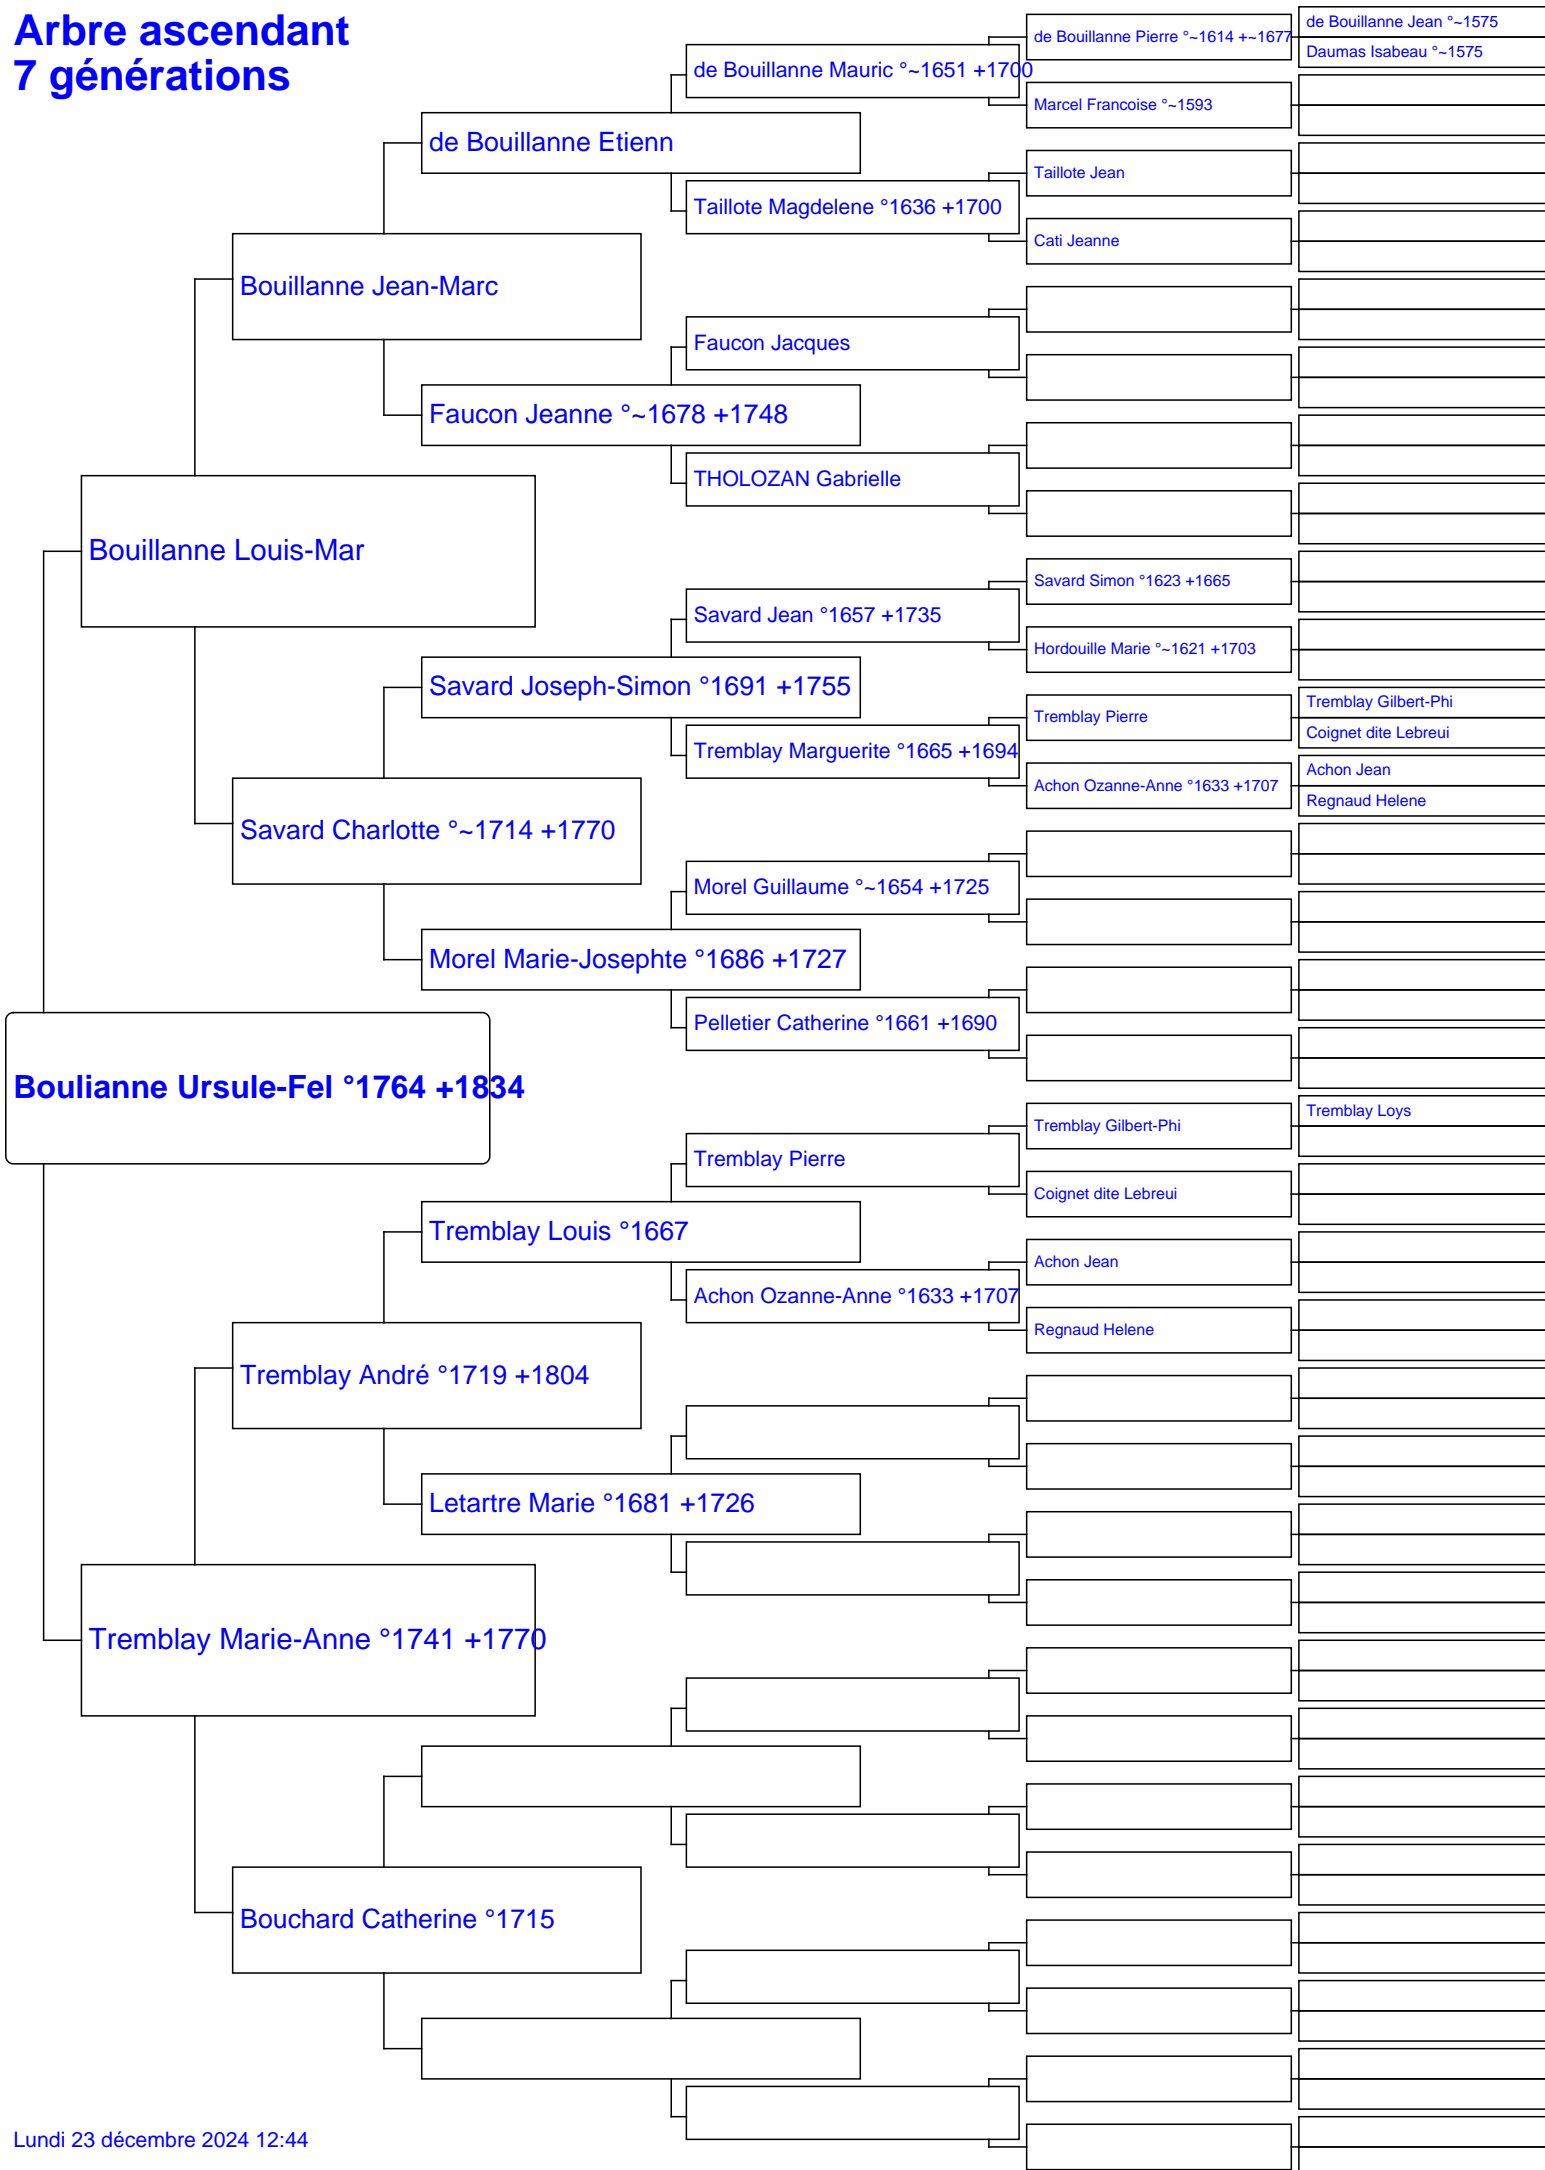 Arbre ascendant
7 générations
Boulianne Ursule-Fel °1764 +1834
Bouillanne Louis-Mar
Tremblay Marie-Anne °1741 +1770
Bouillanne Jean-Marc
Savard Charlotte °~1714 +1770
Tremblay André °1719 +1804
Bouchard Catherine °1715
de Bouillanne Etienn
Faucon Jeanne °~1678 +1748
Savard Joseph-Simon °1691 +1755
Morel Marie-Josephte °1686 +1727
Tremblay Louis °1667
Letartre Marie °1681 +1726
de Bouillanne Mauric °~1651 +1700
Taillote Magdelene °1636 +1700
Faucon Jacques
THOLOZAN Gabrielle
Savard Jean °1657 +1735
Tremblay Marguerite °1665 +1694
Morel Guillaume °~1654 +1725
Pelletier Catherine °1661 +1690
Tremblay Pierre
Achon Ozanne-Anne °1633 +1707
de Bouillanne Pierre °~1614 +~1677
Marcel Francoise °~1593
Taillote Jean
Cati Jeanne
Savard Simon °1623 +1665
Hordouille Marie °~1621 +1703
Tremblay Pierre
Achon Ozanne-Anne °1633 +1707
Tremblay Gilbert-Phi
Coignet dite Lebreui
Achon Jean
Regnaud Helene
de Bouillanne Jean °~1575
Daumas Isabeau °~1575
Tremblay Gilbert-Phi
Coignet dite Lebreui
Achon Jean
Regnaud Helene
Tremblay Loys
Lundi 23 décembre 2024 12:44